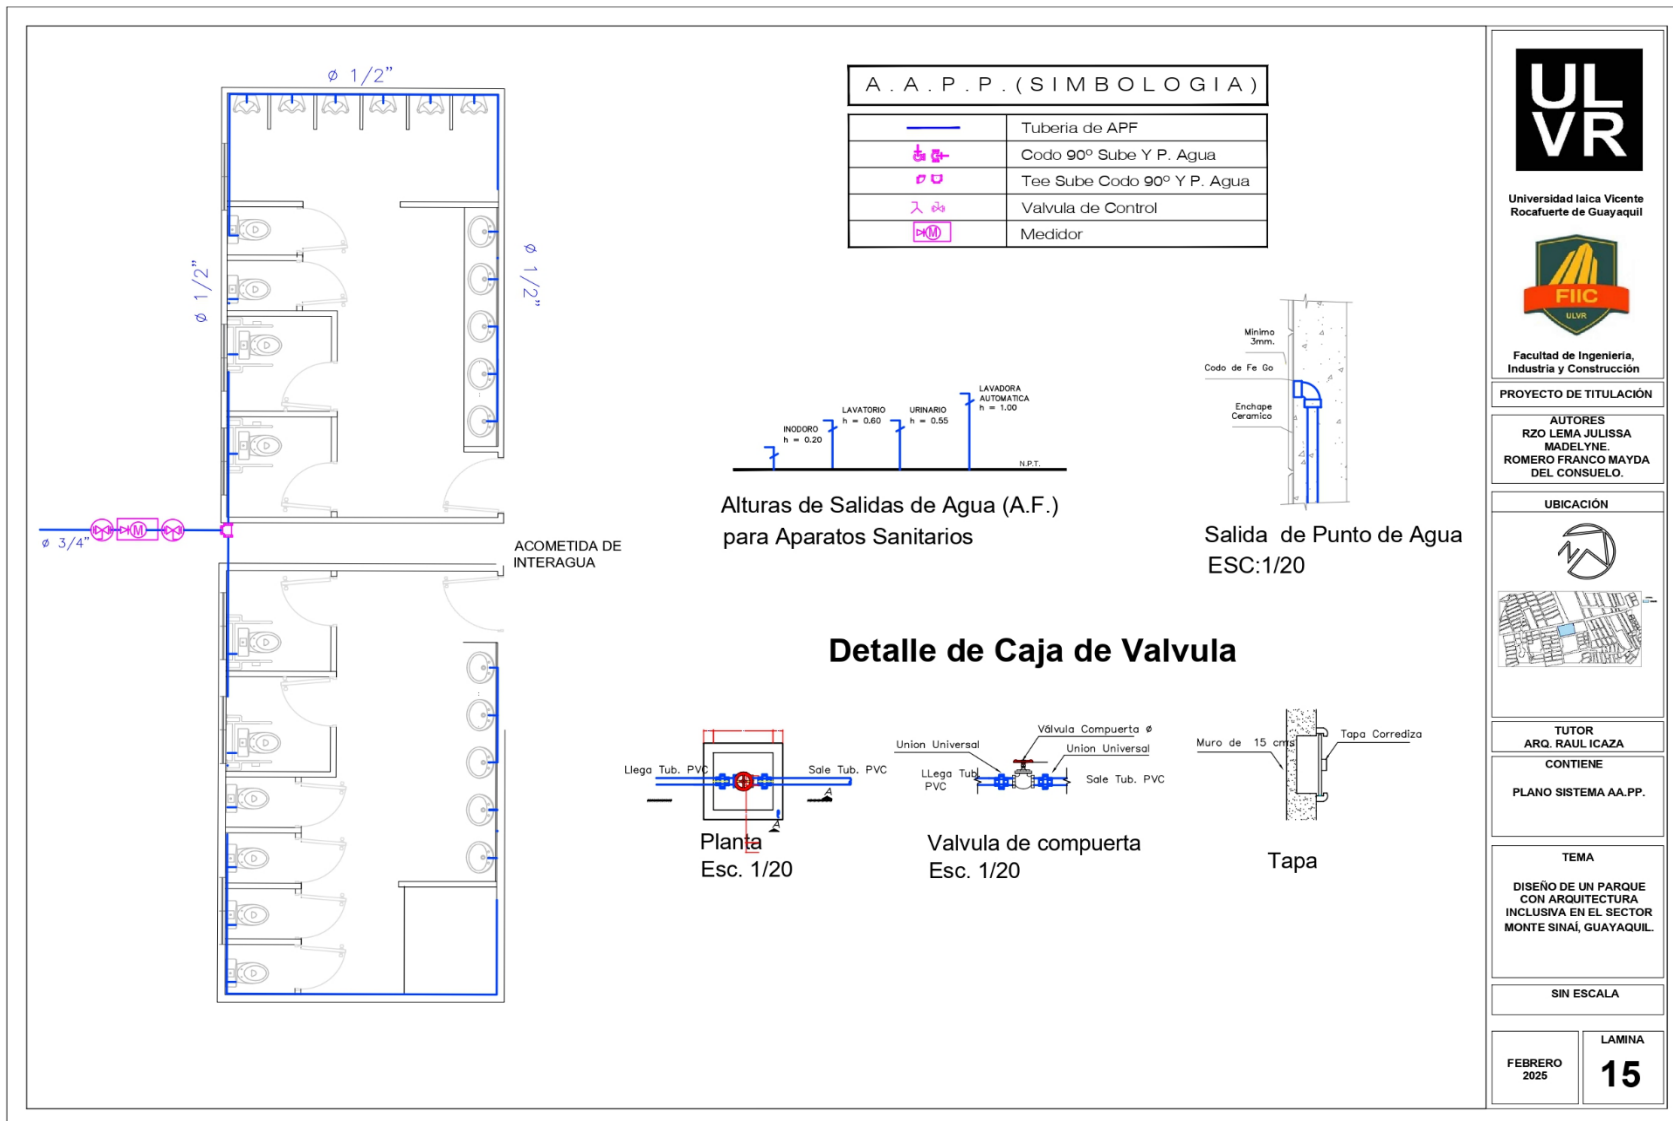 ø 1/2"
ø 1/2"
ø 1/2"
ø 3/4"
M
ACOMETIDA DE
INTERAGUA
A.A.P.P.(SIMBOLOGIA)
Tuberia de APF
Codo 90º Sube Y P. Agua
Tee Sube Codo 90º Y P. Agua
Valvula de Control
M
Medidor
INODORO
h = 0.20
LAVATORIO
h = 0.60
URINARIO
h = 0.55
LAVADORA
AUTOMATICA
h = 1.00
N.P.T.
Alturas de Salidas de Agua (A.F.)
para Aparatos Sanitarios
Minimo
3mm.
Codo de Fe Go
Enchape
Ceramico
Salida de Punto de Agua
ESC:1/20
Detalle de Caja de Valvula
Llega Tub. PVC
Sale Tub. PVC
A
A
Planta
Esc. 1/20
Válvula Compuerta ø
Union Universal
Union Universal
LLega Tub.
PVC
Sale Tub. PVC
Valvula de compuerta
Esc. 1/20
Muro de 15 cms
Tapa Corrediza
Tapa
UL
VR
Universidad laica Vicente
Rocafuerte de Guayaquil
FIIC
ULVR
Facultad de Ingeniería,
Industria y Construcción
PROYECTO DE TITULACIÓN
AUTORES
RZO LEMA JULISSA
MADELYNE.
ROMERO FRANCO MAYDA
DEL CONSUELO.
UBICACIÓN
N
TUTOR
ARQ. RAUL ICAZA
CONTIENE
PLANO SISTEMA AA.PP.
TEMA
DISEÑO DE UN PARQUE
CON ARQUITECTURA
INCLUSIVA EN EL SECTOR
MONTE SINAÍ, GUAYAQUIL.
SIN ESCALA
FEBRERO
2025
LAMINA
15